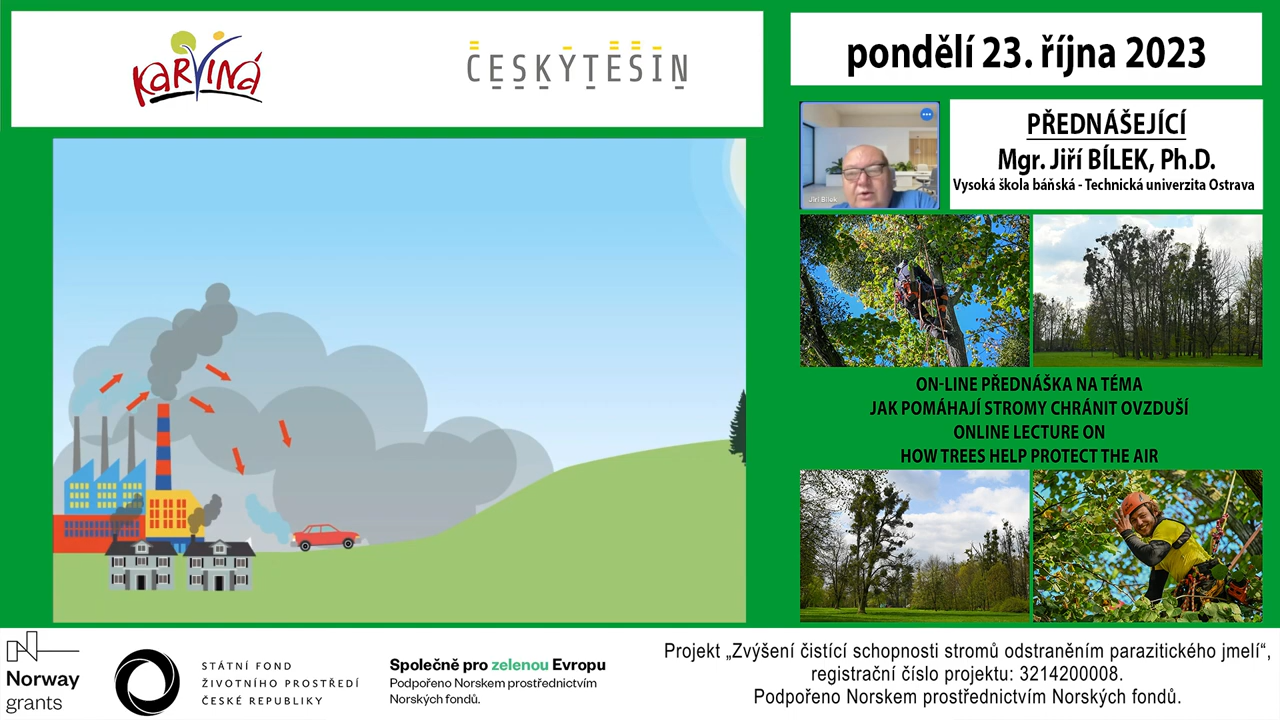 KARVINÁ
ČESKÝTĚŠÍN
pondělí 23. října 2023
PŘEDNÁŠEJÍCÍ
Mgr. Jiří BÍLEK, Ph.D.
Vysoká škola báňská - Technická univerzita Ostrava
Jiří Bílek
ON-LINE PŘEDNÁŠKA NA TÉMA
JAK POMÁHAJÍ STROMY CHRÁNIT OVZDUŠÍ
ONLINE LECTURE ON
HOW TREES HELP PROTECT THE AIR
Norway
grants
STÁTNÍ FOND
ŽIVOTNÍHO PROSTŘEDÍ
ČESKÉ REPUBLIKY
Společně pro zelenou Evropu
Podpořeno Norskem prostřednictvím
Norských fondů.
Projekt „Zvýšení čistící schopnosti stromů odstraněním parazitického jmelí“,
registrační číslo projektu: 3214200008.
Podpořeno Norskem prostřednictvím Norských fondů.